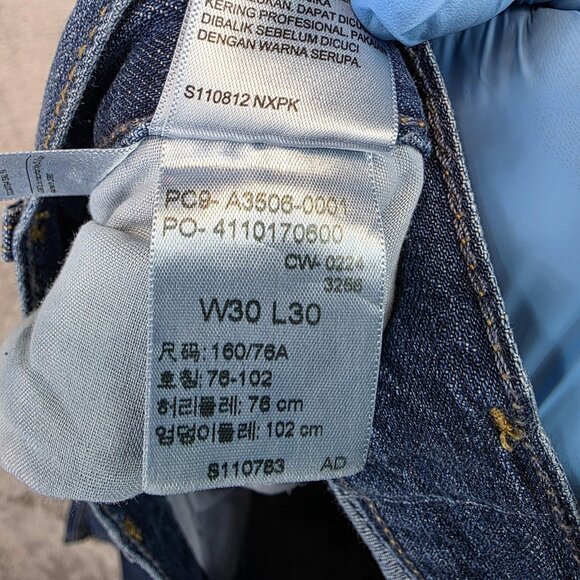 KERING PROFESIONAL PAKAI
DIBALIK SEBELUM DICUCI
DENGAN WARNA SERUPA.
S110812 NXPK
PC9- A3506-0001
PO- 4110170600
CW- 0224
3266
W30 L30
尺码: 160/76A
호칭: 76-102
허리둘레: 76 cm
엉덩이둘레: 102 cm
S110763 AD